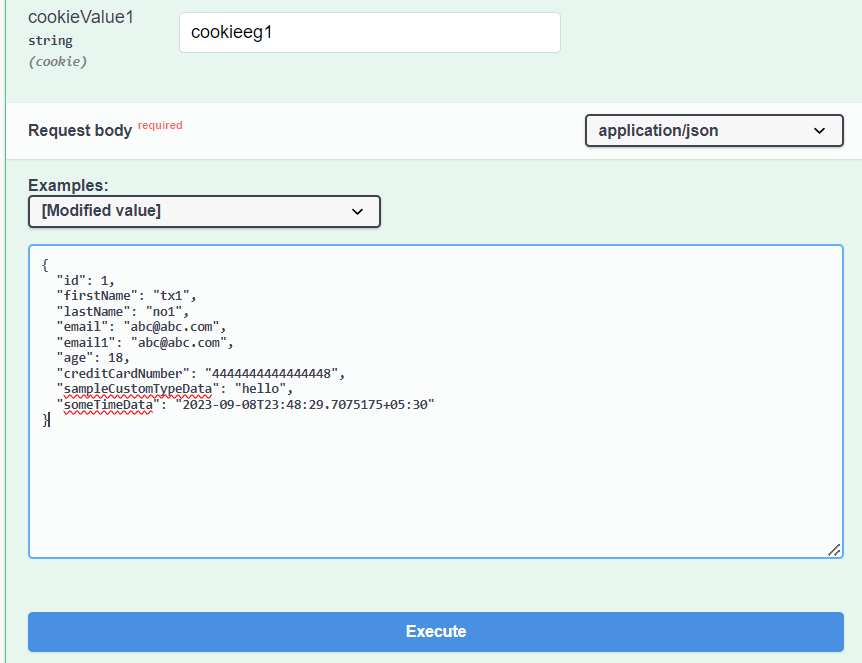 cookieValue1
string
(cookie)
cookieeg1
Request body required
application/json
Examples:
[Modified value]
{
  "id": 1,
  "firstName": "tx1",
  "lastName": "no1",
  "email": "abc@abc.com",
  "email1": "abc@abc.com",
  "age": 18,
  "creditCardNumber": "4444444444444448",
  "sampleCustomTypeData": "hello",
  "someTimeData": "2023-09-08T23:48:29.7075175+05:30"
}
Execute